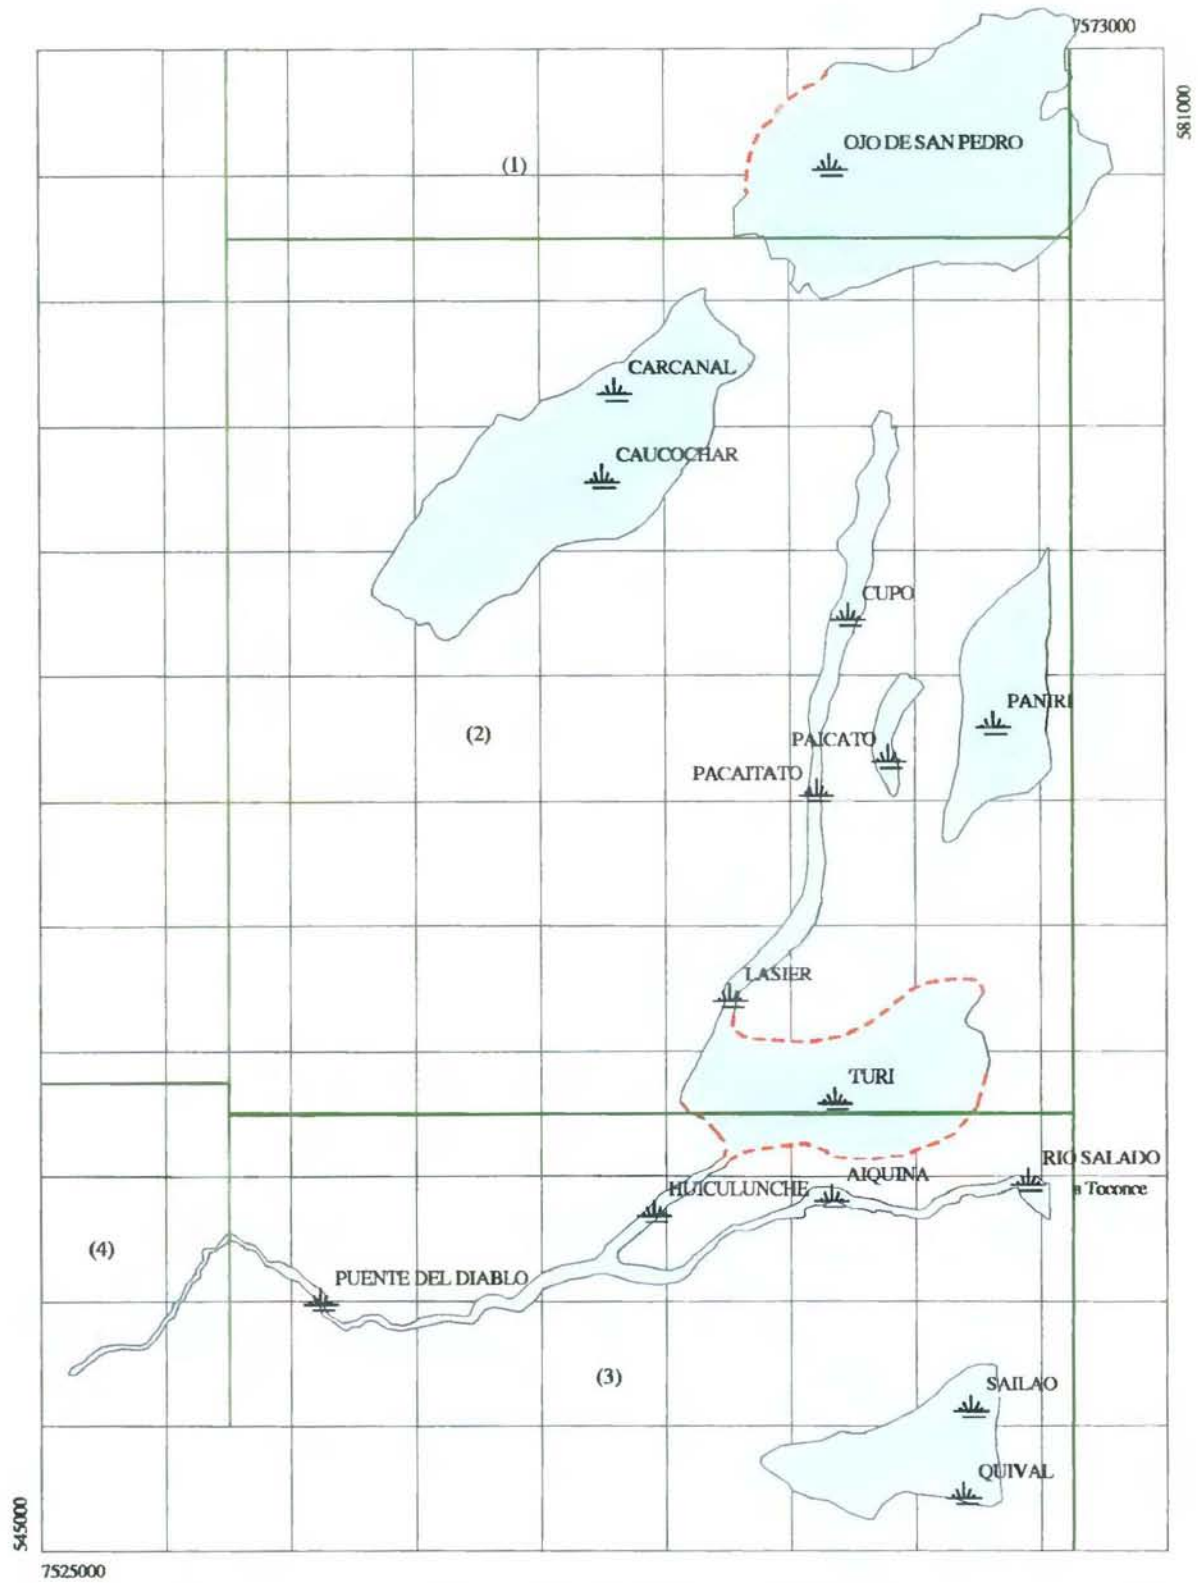 7573000
581000
OJO DE SAN PEDRO
(1)
CARCANAL
CAUCOCHAR
CUPO
PANIRI
(2)
PAICATO
PACAITATO
LASIER
TURI
RIO SALADO
AIQUINA
HUICULUNCHE
a Toconce
(4)
PUENTE DEL DIABLO
(3)
SAILAO
QUIVAL
545000
7525000